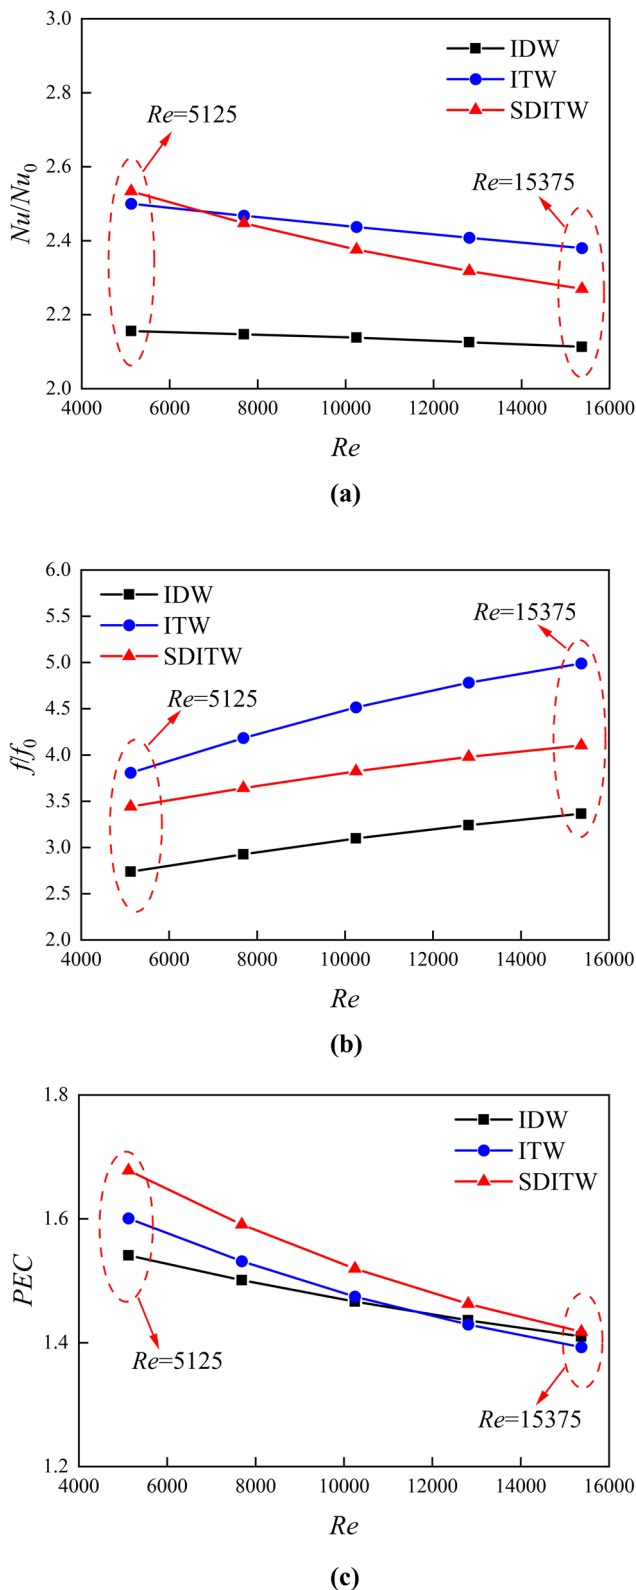 3.0
2.8
2.6
2.4
2.2
2.0
Nu/Nu0
IDW
ITW
SDITW
Re=5125
Re=15375
4000 6000 8000 10000 12000 14000 16000
Re
(a)
6.0
5.5
5.0
4.5
4.0
3.5
3.0
2.5
2.0
f/f0
IDW
ITW
SDITW
Re=15375
Re=5125
4000 6000 8000 10000 12000 14000 16000
Re
(b)
1.8
1.6
1.4
1.2
PEC
IDW
ITW
SDITW
Re=5125
Re=15375
4000 6000 8000 10000 12000 14000 16000
Re
(c)